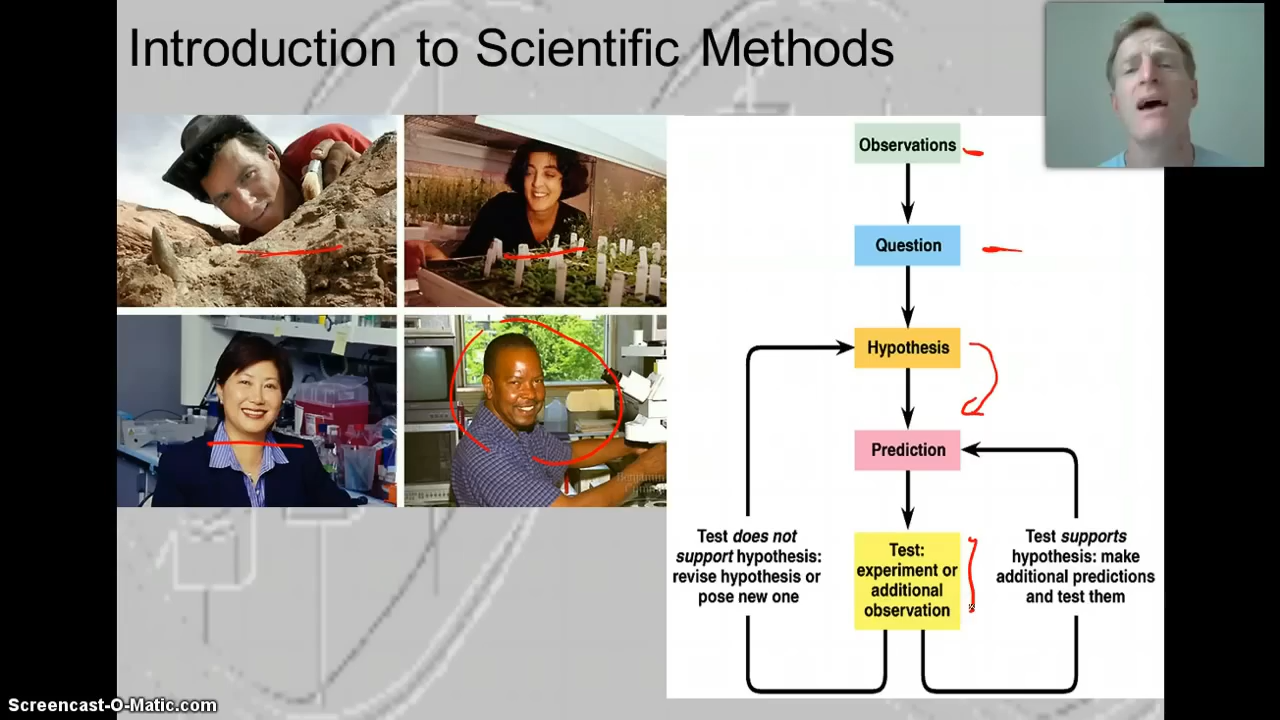 Introduction to Scientific Methods
Observations
Question
Hypothesis
Prediction
Test:
experiment or
additional
observation
Test does not
support hypothesis:
revise hypothesis or
pose new one
Test supports
hypothesis: make
additional predictions
and test them
Screencast-O-Matic.com